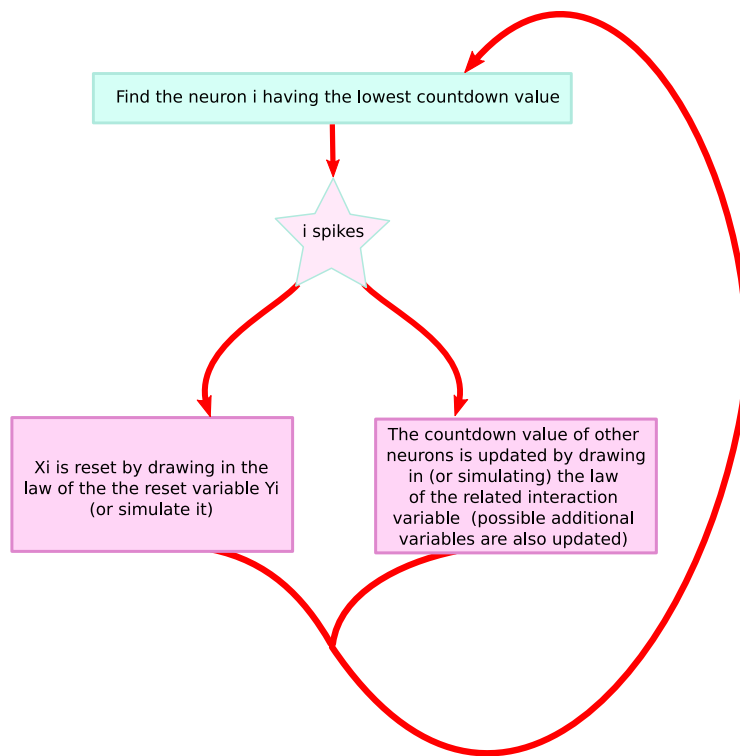 Find the neuron i having the lowest countdown value
i spikes
Xi is reset by drawing in the
law of the the reset variable Yi
(or simulate it)
The countdown value of other
neurons is updated by drawing
in (or simulating) the law
of the related interaction
variable  (possible additional
variables are also updated)